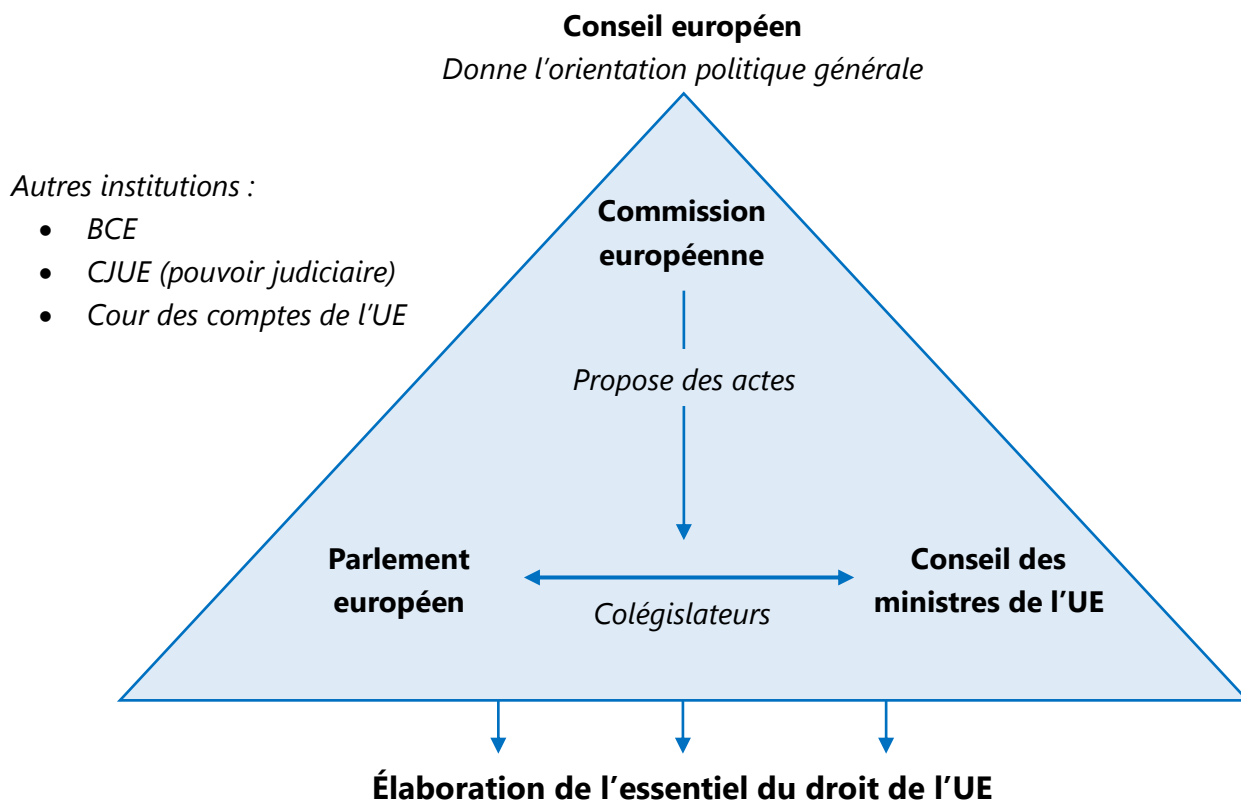 Conseil européen
Donne l'orientation politique générale
Autres institutions :
• BCE
• CJUE (pouvoir judiciaire)
• Cour des comptes de l'UE
Commission
européenne
Propose des actes
Parlement
européen
Colégislateurs
Conseil des
ministres de l’UE
Élaboration de l’essentiel du droit de l’UE